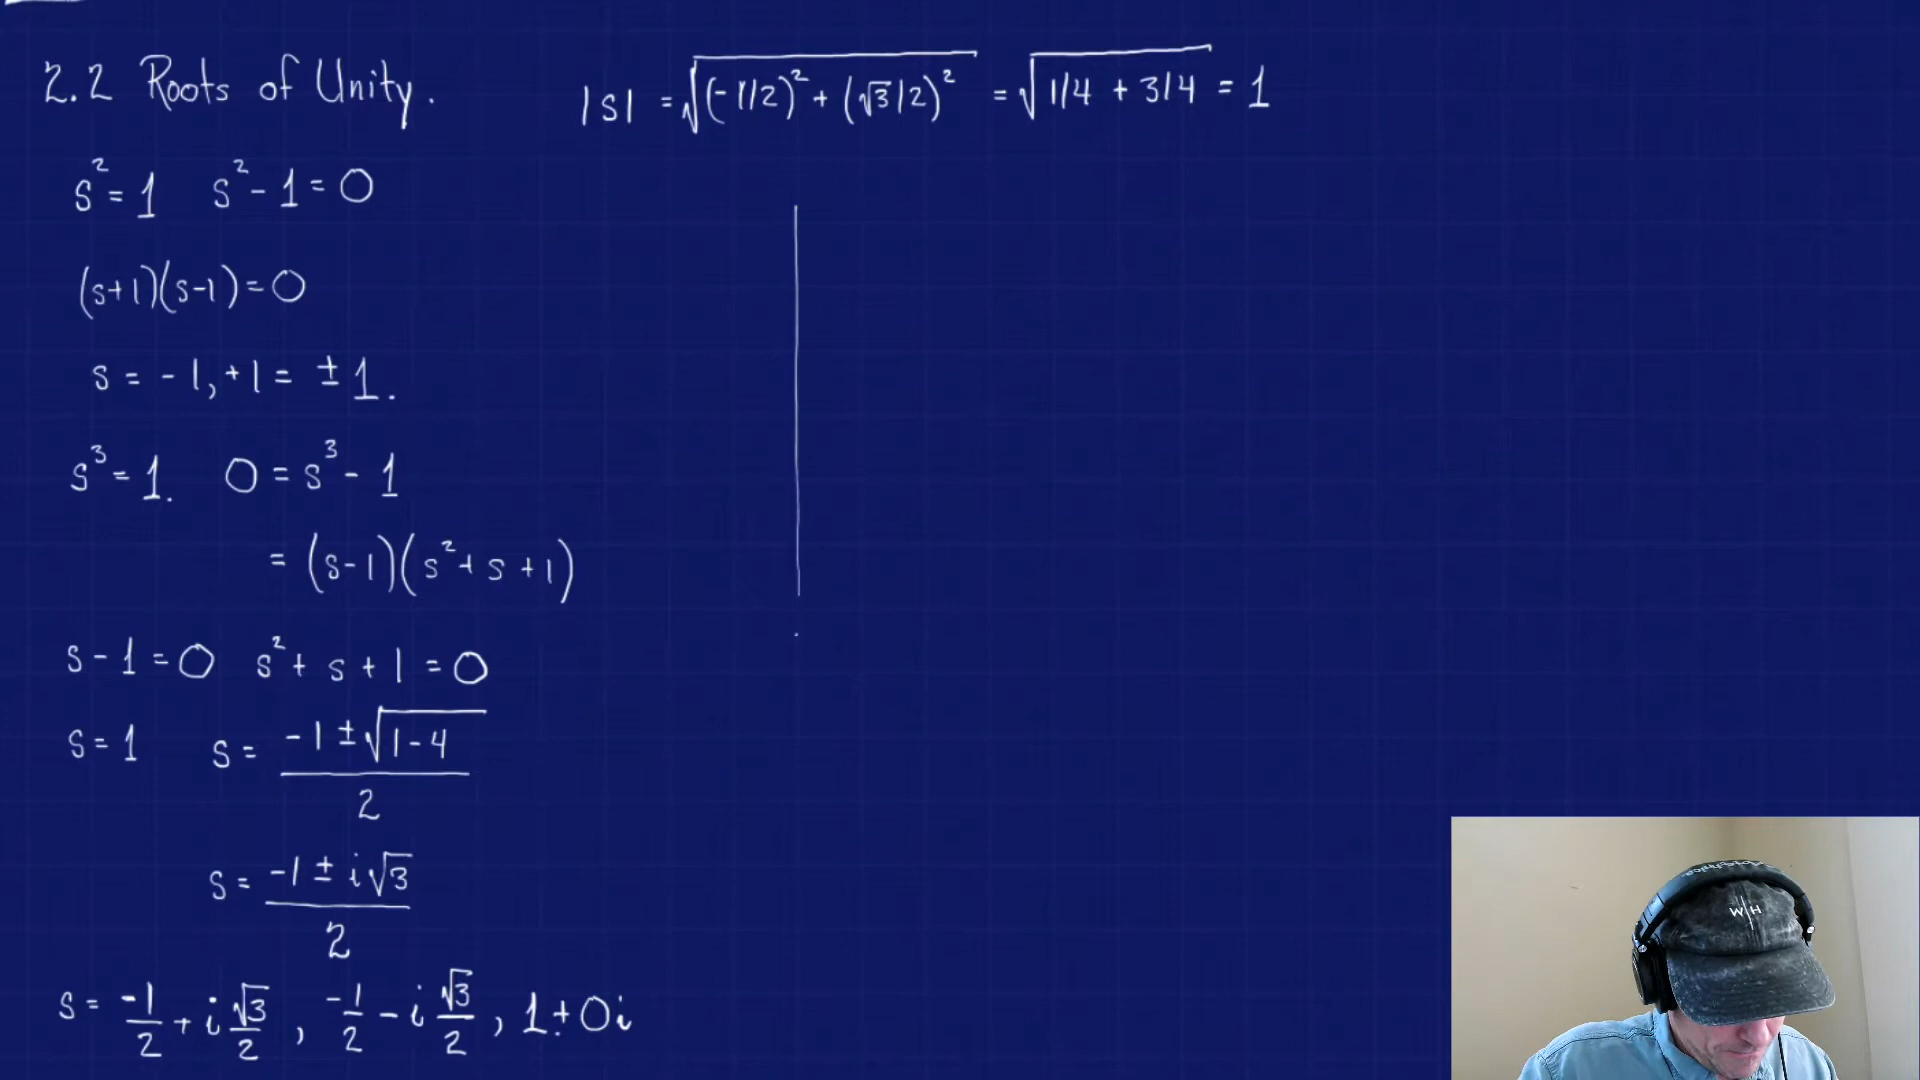 2.2 Roots of Unity.
|s| = √((-1/2)² + (√3/2)²) = √(1/4 + 3/4) = 1
s² = 1 s² - 1 = 0
(s+1)(s-1) = 0
s = -1, +1 = ± 1.
s³ = 1. 0 = s³ - 1
= (s-1)(s² + s + 1)
s - 1 = 0 s² + s + 1 = 0
s = 1 s = (-1 ± √(1-4))/2
s = (-1 ± i√3)/2
s = -1/2 + i √3/2, -1/2 - i √3/2, 1 + 0i
W H